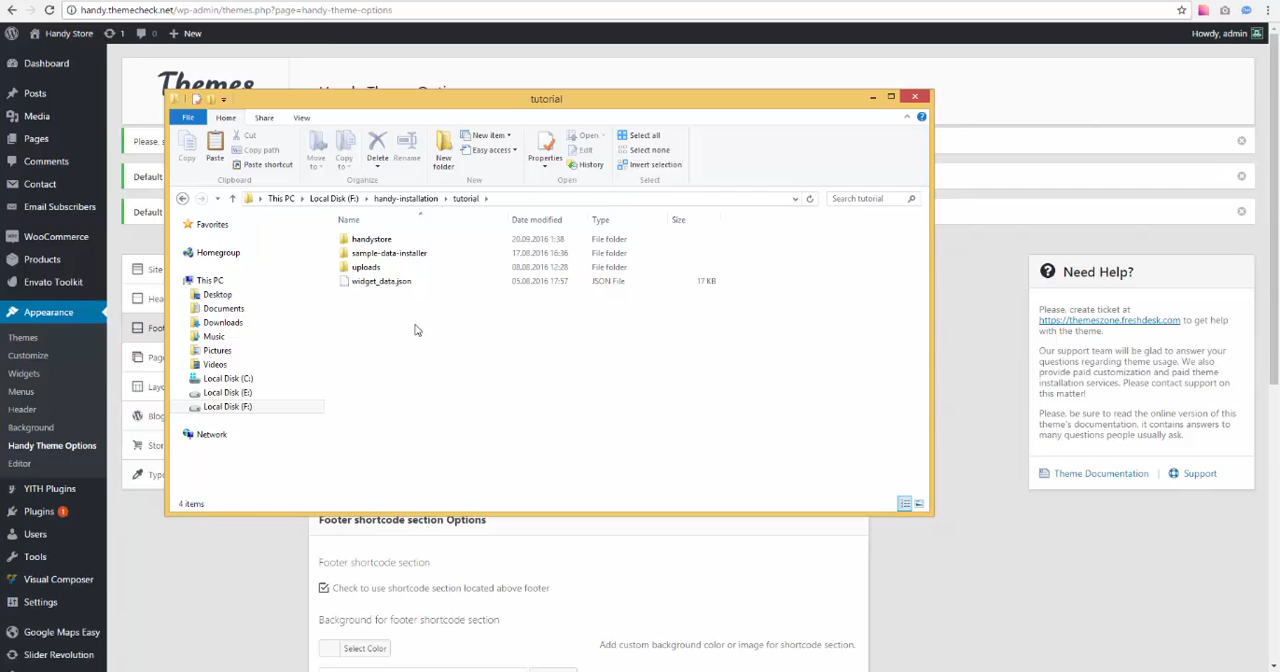 handy.themecheck.net/wp-admin/themes.php?page=handy-theme-options
Handy Store
1
0
New
Howdy, admin
Dashboard
Posts
Media
Pages
Comments
Contact
Email Subscribers
WooCommerce
Products
Envato Toolkit
Appearance
Themes
Customize
Widgets
Menus
Header
Background
Handy Theme Options
Editor
YITH Plugins
Plugins 1
Users
Tools
Visual Composer
Settings
Google Maps Easy
Slider Revolution
Themes
Please,
Default
Default
Site
Page
Blog
tutorial
File
Home
Share
View
Copy
Paste
Cut
Copy path
Paste shortcut
Clipboard
Move to
Copy to
Delete
Rename
Organize
New folder
New item
Easy access
New
Properties
Open
Edit
History
Open
Select all
Select none
Invert selection
Select
This PC
Local Disk (F:)
handy-installation
tutorial
Search tutorial
Favorites
Homegroup
This PC
Desktop
Documents
Downloads
Music
Pictures
Videos
Local Disk (C:)
Local Disk (E:)
Local Disk (F:)
Network
Name Date modified Type Size
handystore 20.09.2016 1:38 File folder
sample-data-installer 17.08.2016 16:36 File folder
uploads 08.08.2016 12:28 File folder
widget_data.json 05.08.2016 17:57 JSON File 17 KB
4 items
Footer shortcode section Options
Footer shortcode section
Check to use shortcode section located above footer
Background for footer shortcode section
Select Color
Add custom background color or image for shortcode section.
Need Help?
Please, create ticket at
https://themeszone.freshdesk.com to get help
with the theme.
Our support team will be glad to answer your
questions regarding theme usage. We also
provide paid customization and paid theme
installation services. Please contact support on
this matter!
Please, be sure to read the online version of this
theme's documentation, it contains answers to
many questions people usually ask.
Theme Documentation | Support